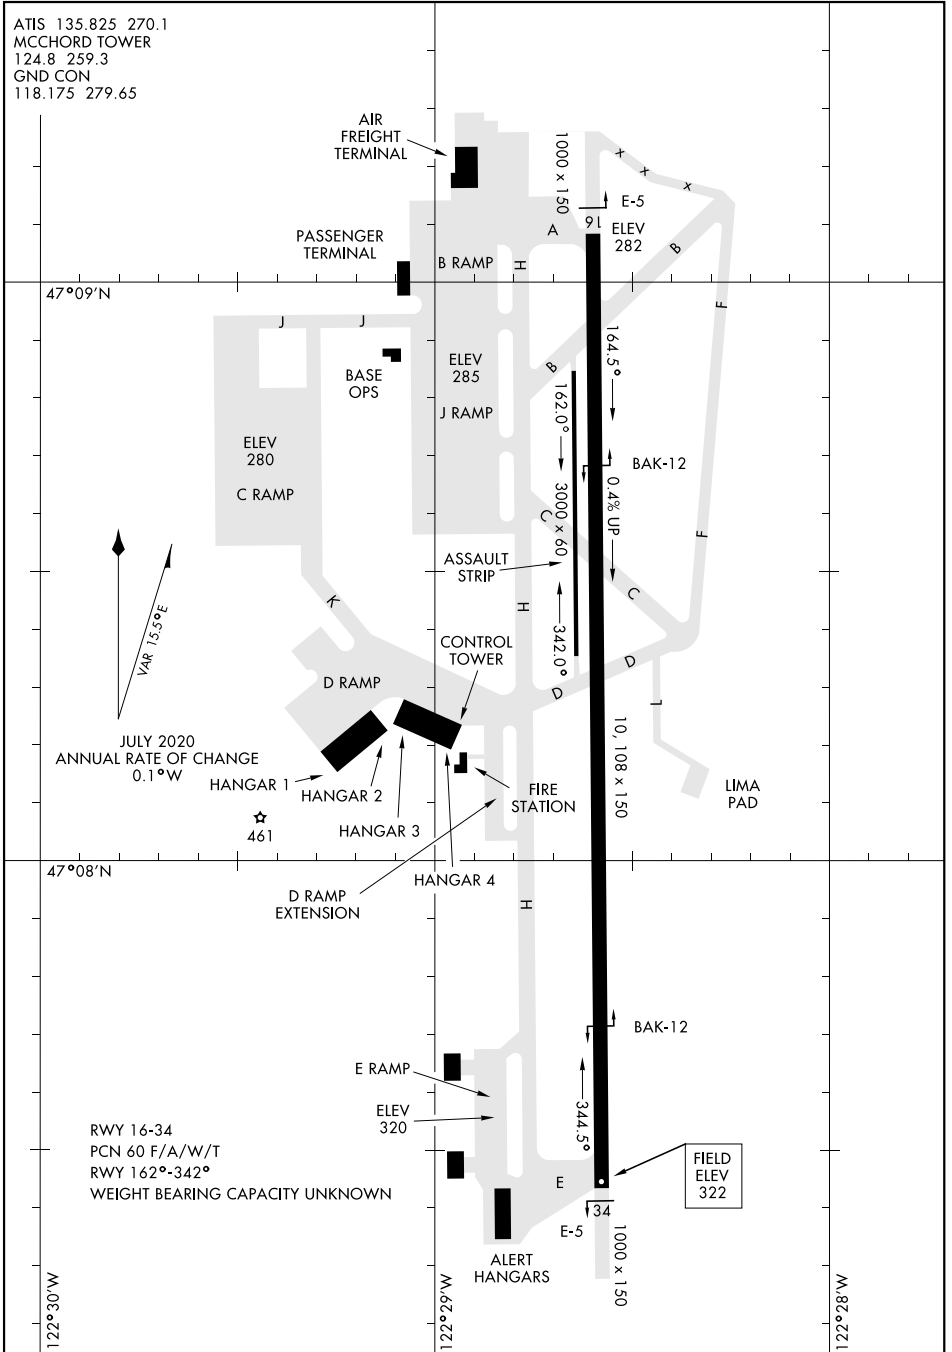 ATIS 135.825 270.1
MCCHORD TOWER
124.8 259.3
GND CON
118.175 279.65
AIR
FREIGHT
TERMINAL
1000 x 150
x
x
x
E-5
16
A
ELEV
282
PASSENGER
TERMINAL
B RAMP
H
B
47°09'N
F
J
J
164.5°
BASE
OPS
ELEV
285
B
J RAMP
162.0°
ELEV
280
BAK-12
C RAMP
0.4% UP
3000 x 60
C
F
ASSAULT
STRIP
VAR 15.5°E
K
H
C
342.0°
CONTROL
TOWER
D
D RAMP
D
L
JULY 2020
ANNUAL RATE OF CHANGE
0.1°W
10, 108 x 150
HANGAR 1
HANGAR 2
FIRE
STATION
LIMA
PAD
HANGAR 3
461
47°08'N
HANGAR 4
D RAMP
EXTENSION
H
BAK-12
E RAMP
ELEV
320
344.5°
RWY 16-34
PCN 60 F/A/W/T
RWY 162°-342°
WEIGHT BEARING CAPACITY UNKNOWN
FIELD
ELEV
322
E
34
E-5
1000 x 150
ALERT
HANGARS
122°30'W
122°29'W
122°28'W